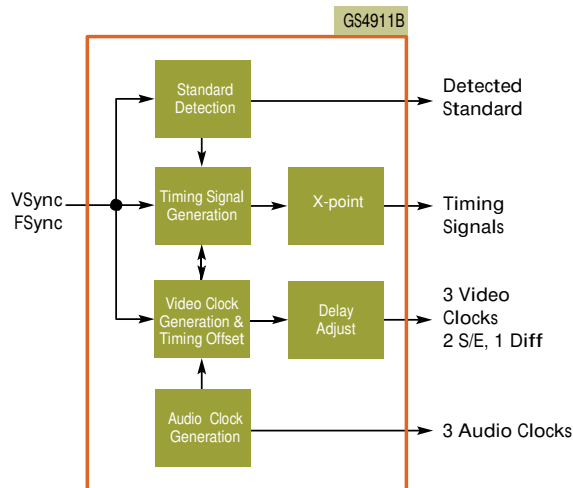 GS4911B
Standard
Detection
Detected
Standard
VSync
FSync
Timing Signal
Generation
X-point
Timing
Signals
Video Clock
Generation &
Timing Offset
Delay
Adjust
3 Video
Clocks
2 S/E, 1 Diff
Audio Clock
Generation
3 Audio Clocks